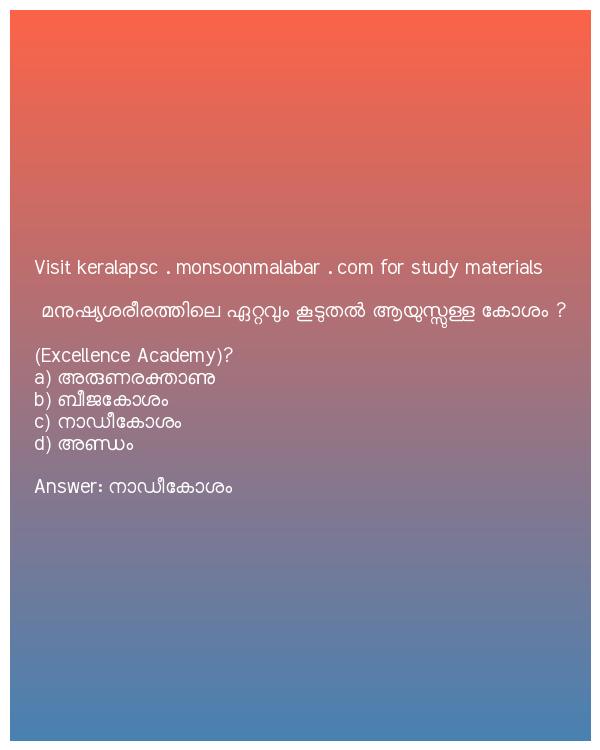 Visit keralapsc . monsoonmalabar . com for study materials
മനുഷ്യശരീരത്തിലെ ഏറ്റവും കൂടുതൽ ആയുസ്സുള്ള കോശം ?
(Excellence Academy)?
a) അരുണരക്താണു
b) ബീജകോശം
c) നാഡീകോശം
d) അണ്ഡം
Answer: നാഡീകോശം